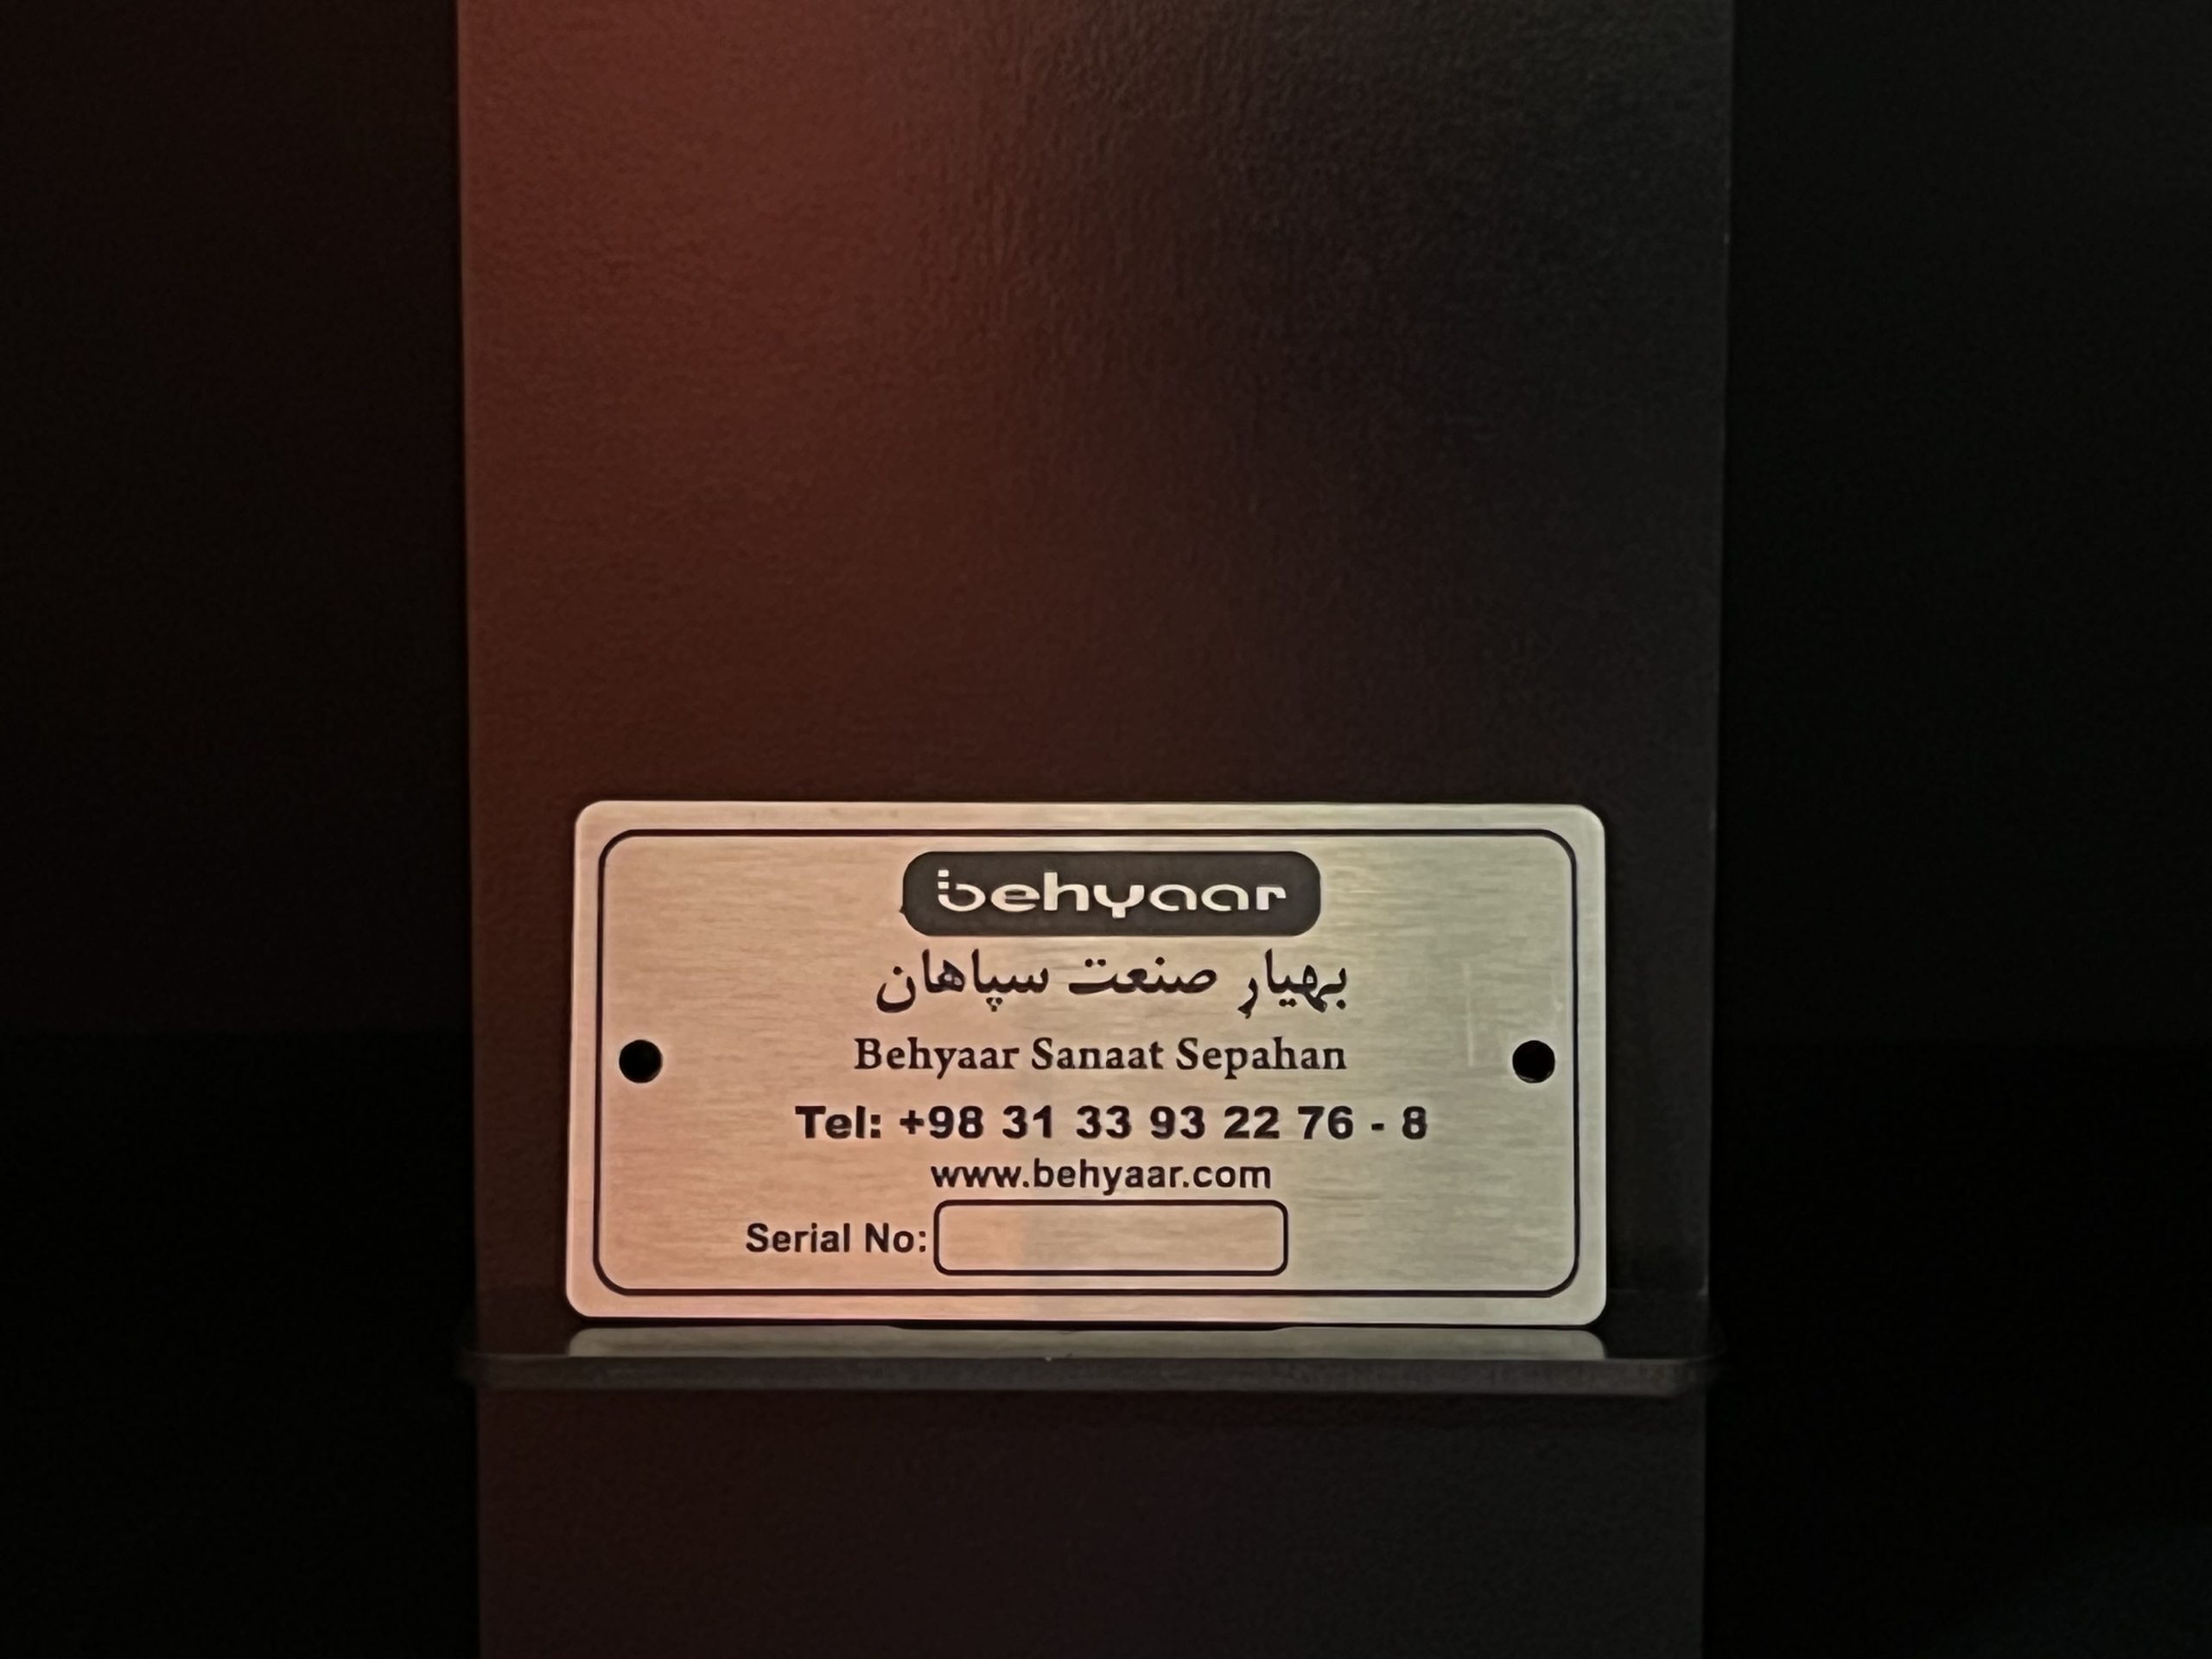 behyaar
بهیار صنعت سپاهان
Behyaar Sanaat Sepahan
Tel: +98 31 33 93 22 76 - 8
www.behyaar.com
Serial No: